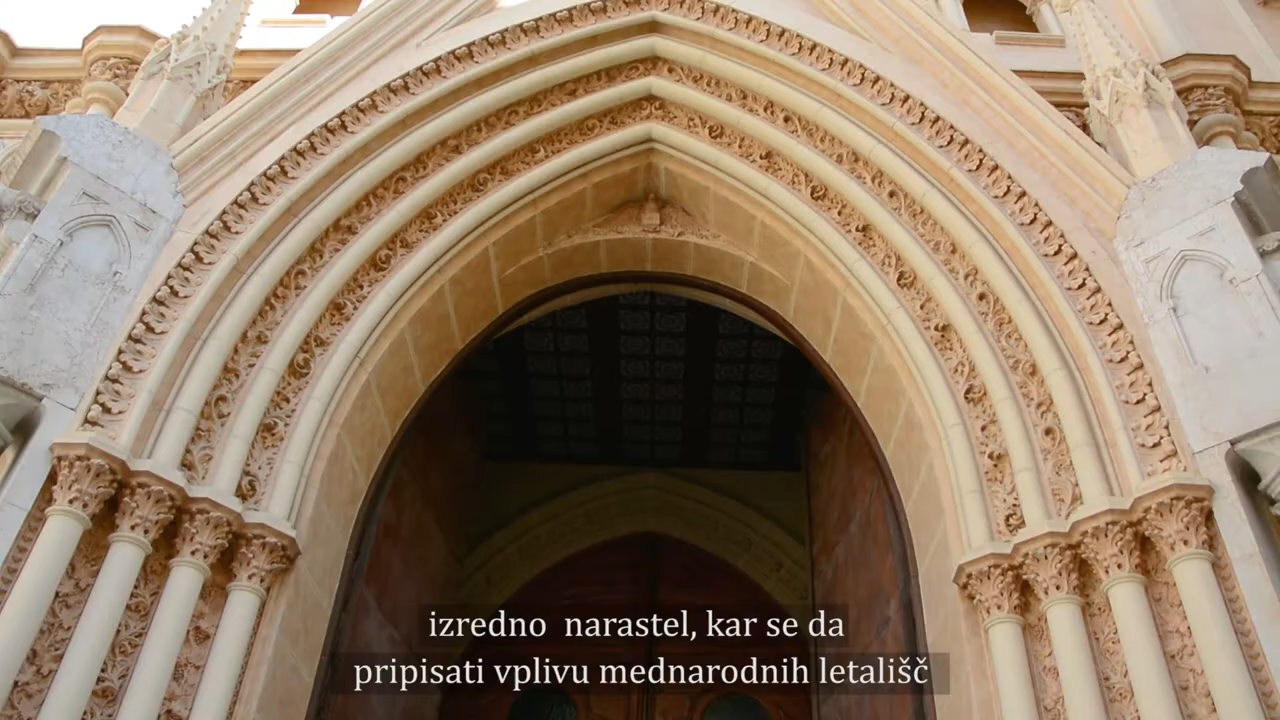 izredno narastel, kar se da
pripisati vplivu mednarodnih letališč